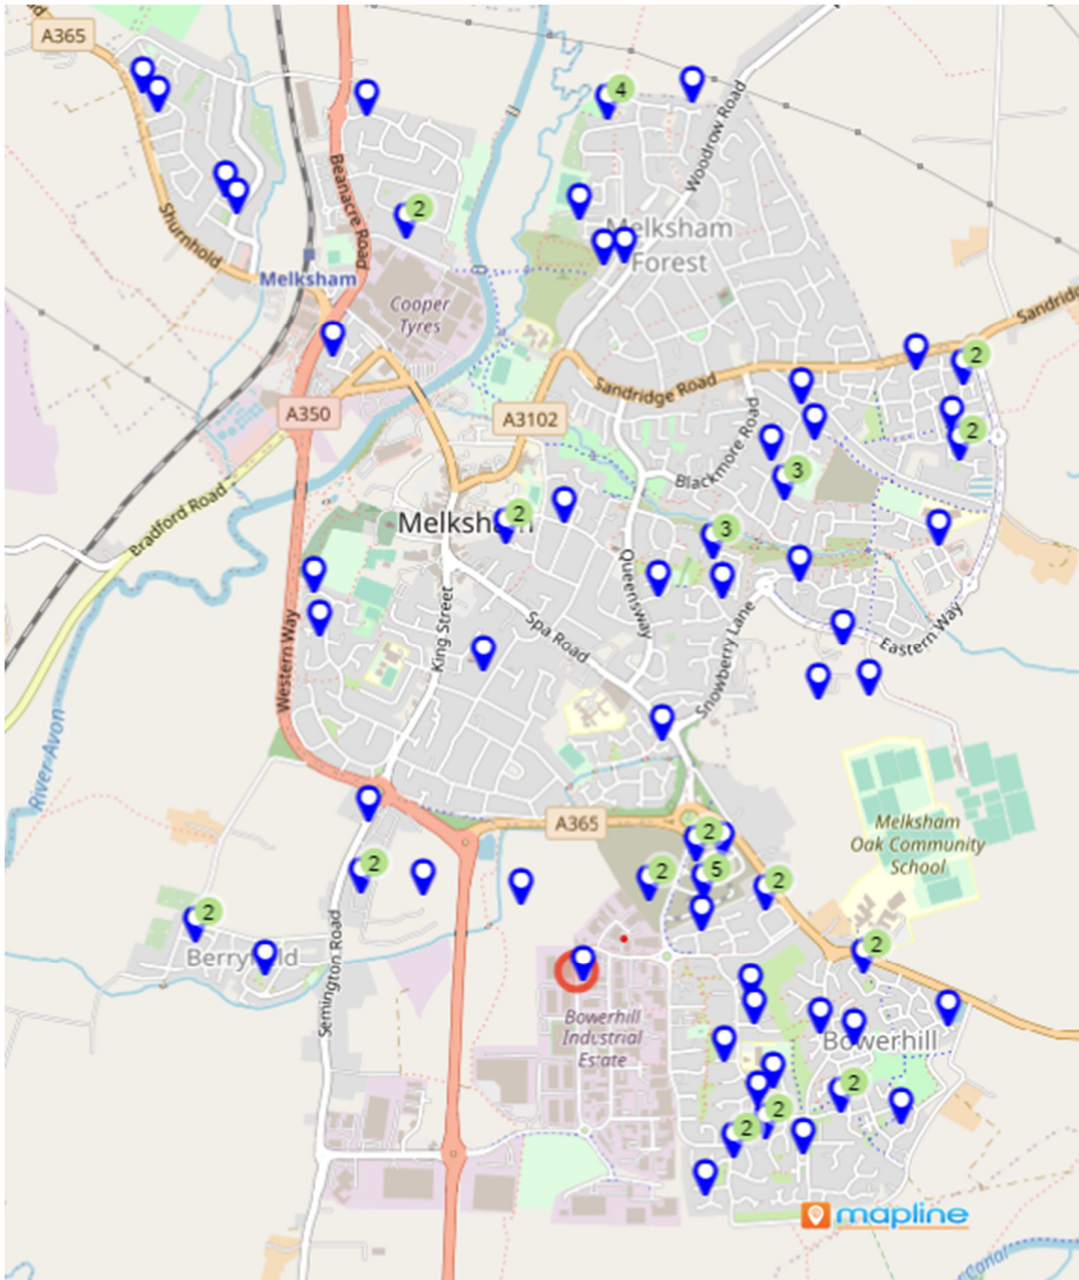 A365
4
Woodrow Road
Beanacre Road
2
Shurnhold
Melksham
Forest
Melksham
Cooper
Tyres
Sandridge Road
2
A350
A3102
Blackmore Road
2
3
Bradford Road
Melksham
2
3
Queensway
Western Way
King Street
Spa Road
Snowberry Lane
Eastern Way
River Avon
A365
Melksham
Oak Community
School
2
2
2
5
2
2
2
Berryfield
Semington Road
Bowerhill
Industrial
Estate
Bowerhill
2
2
2
mapline
Canal